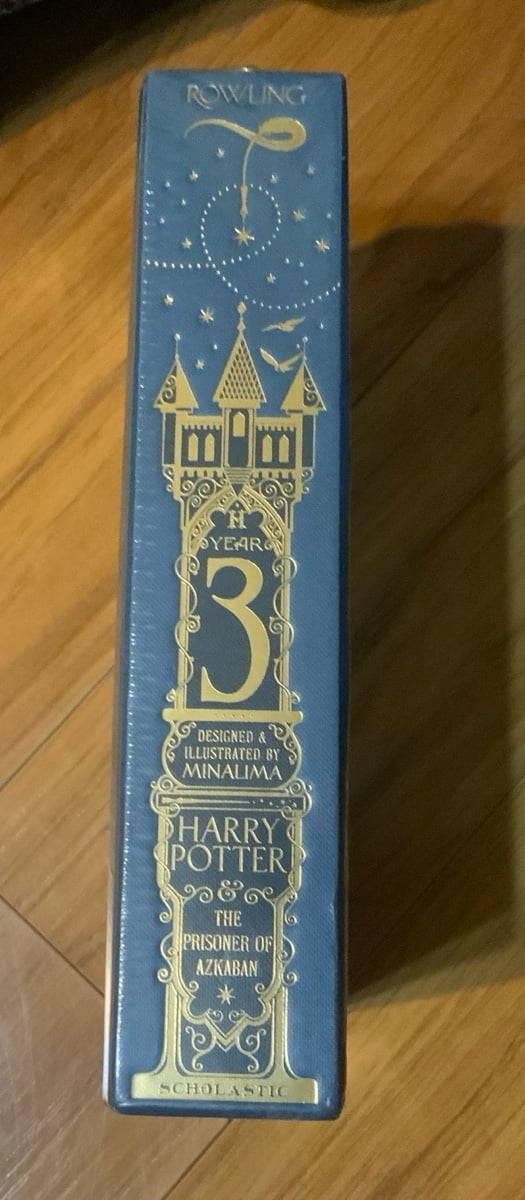 ROWLING
H
YEAR
3
DESIGNED &
ILLUSTRATED BY
MINALIMA
HARRY
POTTER
&
THE
PRISONER OF
AZKABAN
SCHOLASTIC